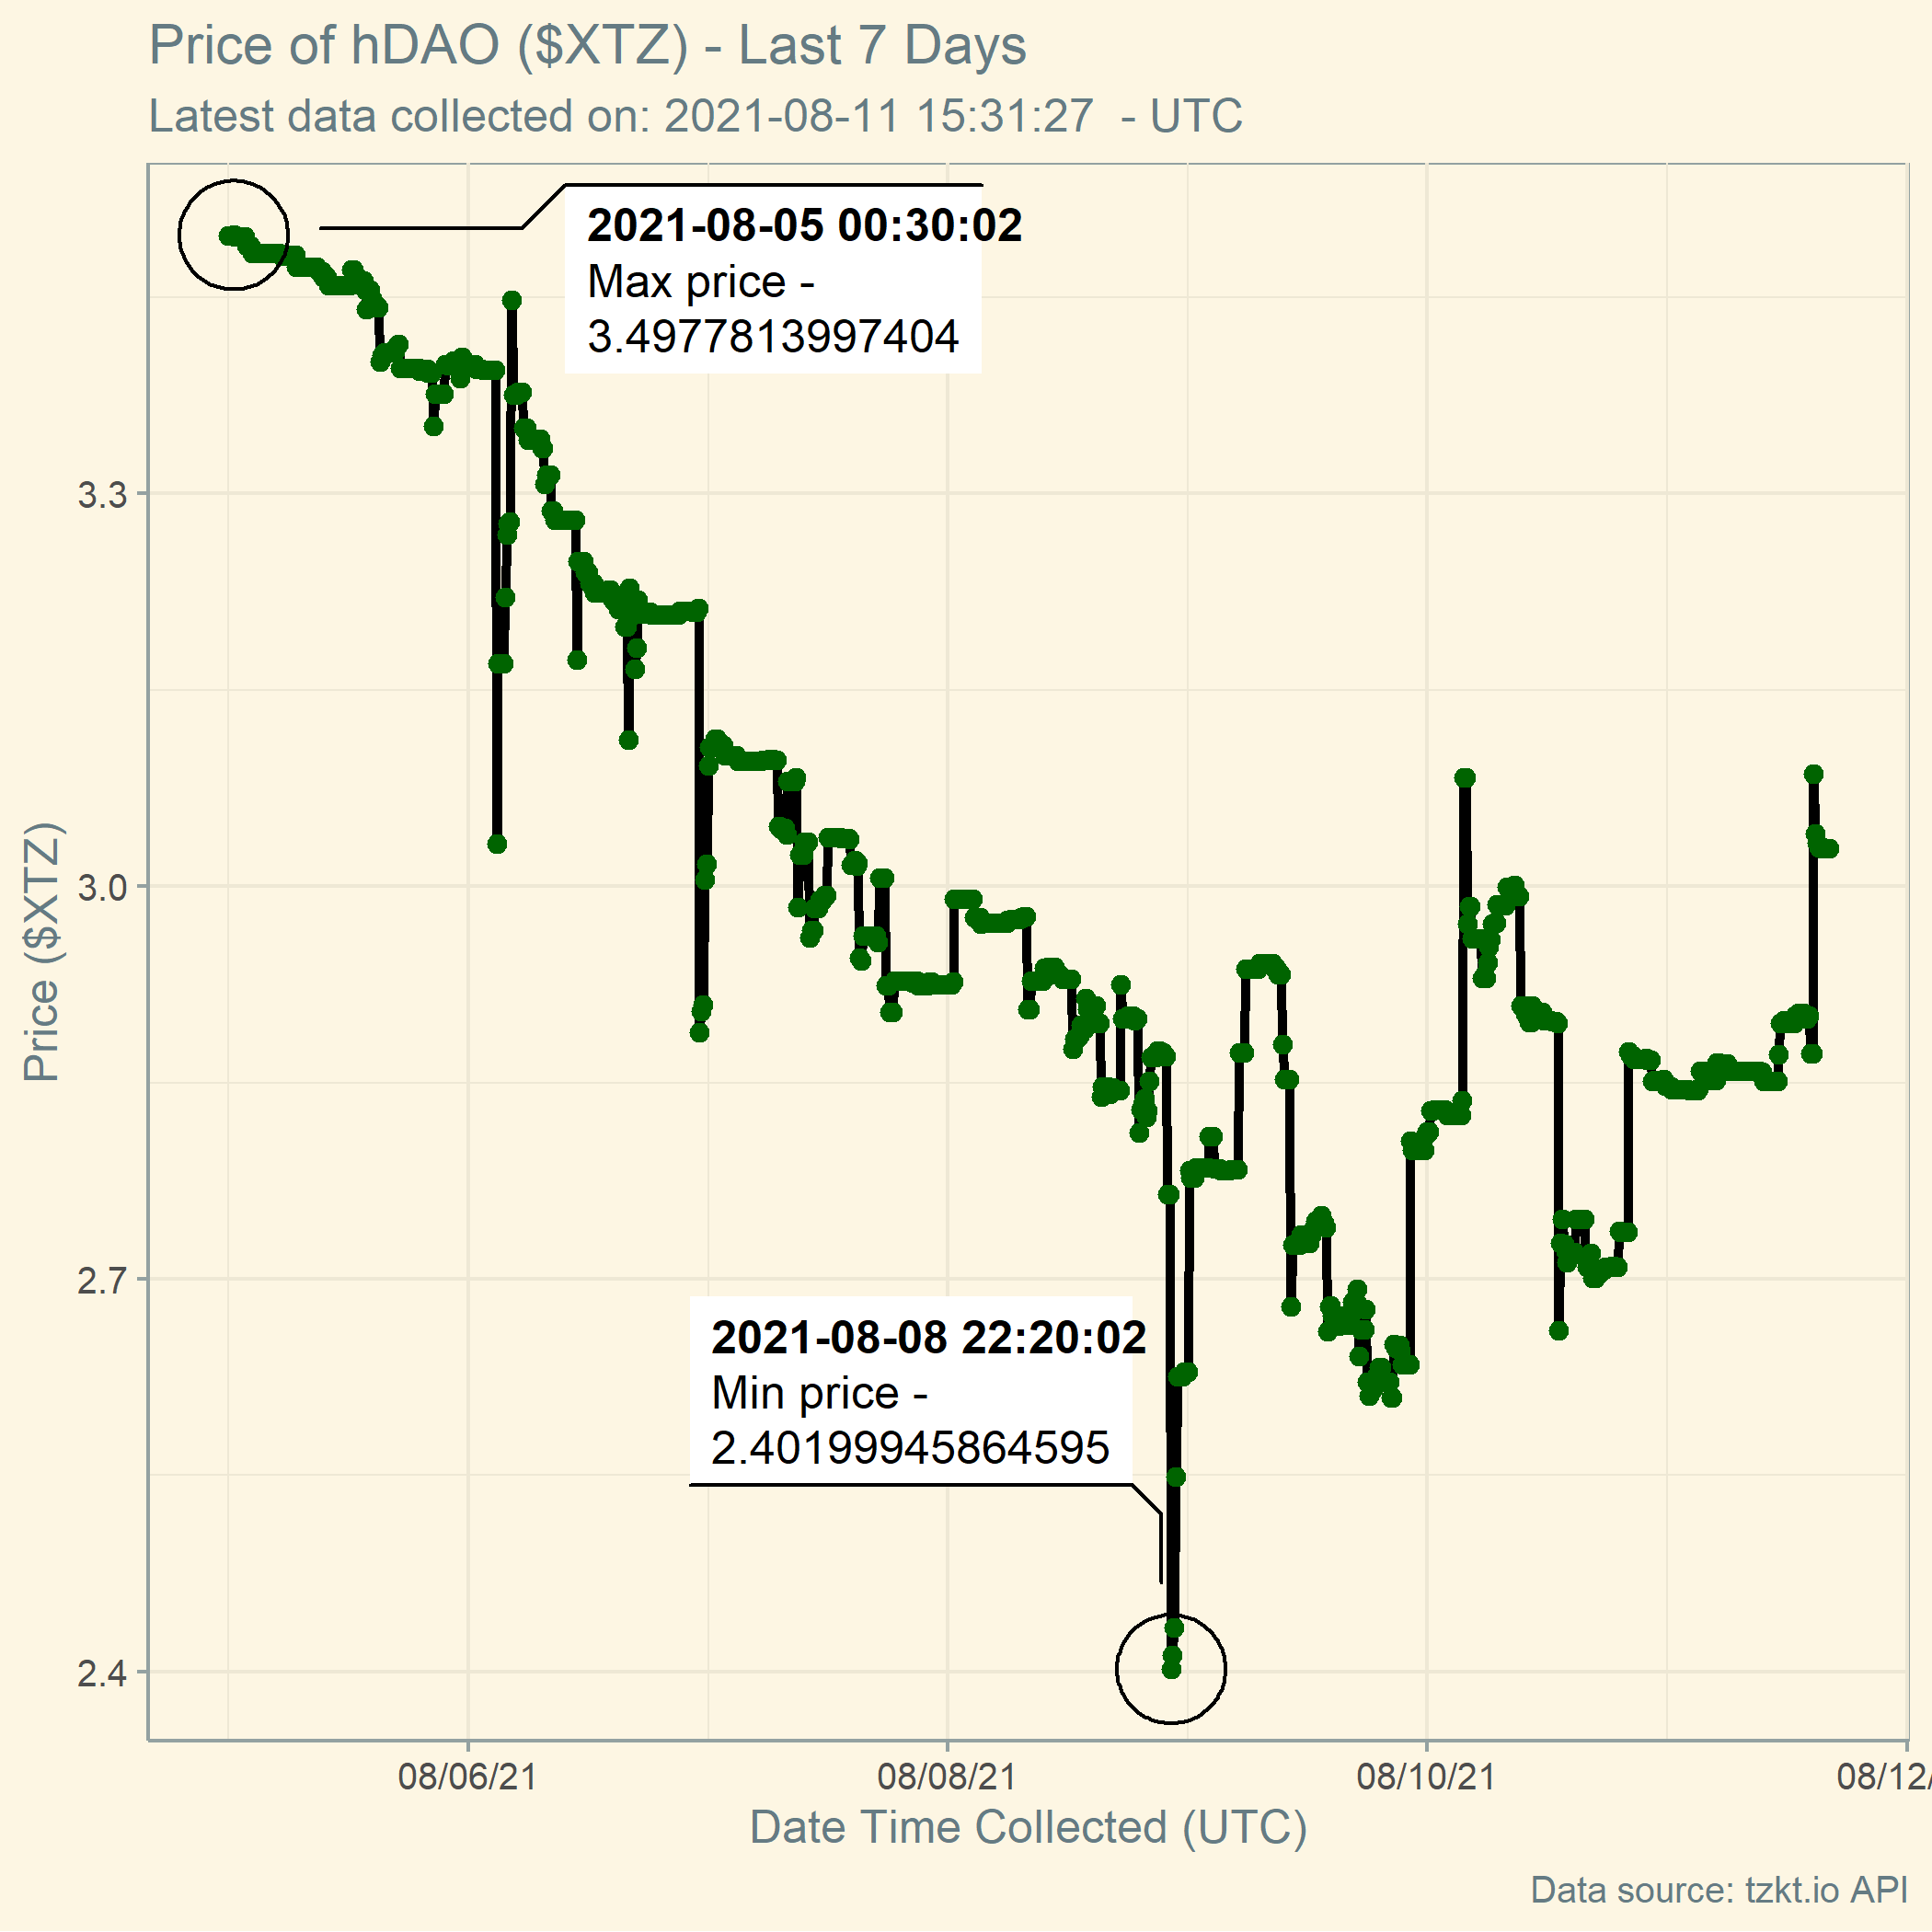 Price of hDAO ($XTZ) - Last 7 Days
Latest data collected on: 2021-08-11 15:31:27  - UTC
2021-08-05 00:30:02
Max price -
3.4977813997404
3.3
3.0
2.7
2.4
Price ($XTZ)
2021-08-08 22:20:02
Min price -
2.40199945864595
08/06/21
08/08/21
08/10/21
08/12/
Date Time Collected (UTC)
Data source: tzkt.io API